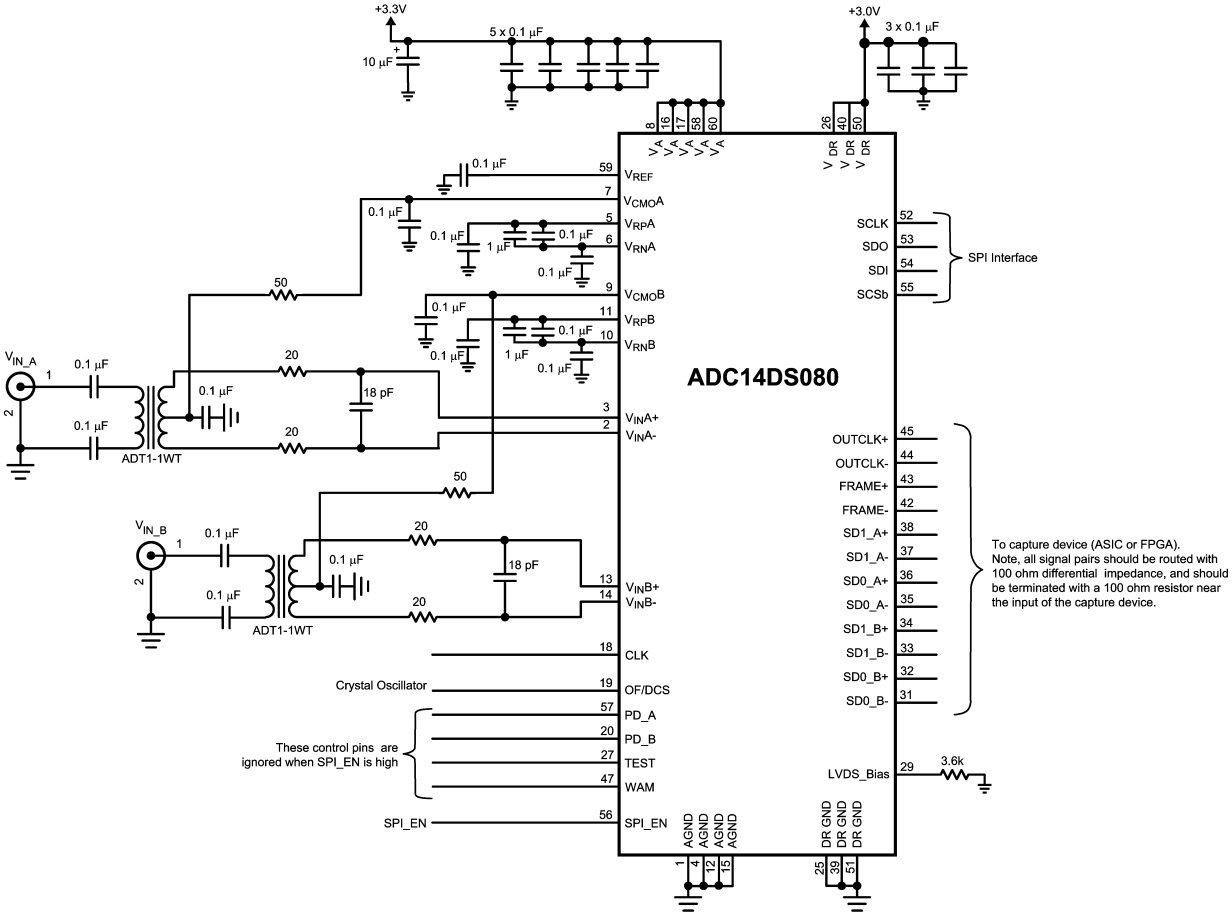 +3.3V
+
10 µF
5 x 0.1 µF
+3.0V
3 x 0.1 µF
8
16
17
58
60
VA
VA
VA
VA
VA
26
40
50
VDR
VDR
VDR
0.1 µF
59
VREF
7
VCMOA
0.1 µF
5
VRPA
0.1 µF
1 µF
0.1 µF
6
VRNA
0.1 µF
50
9
VCMOB
0.1 µF
11
VRPB
0.1 µF
1 µF
0.1 µF
10
VRNB
0.1 µF
VIN_A
1
2
0.1 µF
0.1 µF
ADT1-1WT
0.1 µF
20
20
18 pF
3
VINA+
2
VINA-
50
VIN_B
1
2
0.1 µF
0.1 µF
ADT1-1WT
0.1 µF
20
20
18 pF
13
VINB+
14
VINB-
18
CLK
Crystal Oscillator
19
OF/DCS
57
PD_A
20
PD_B
27
TEST
47
WAM
These control pins are
ignored when SPI_EN is high
SPI_EN
56
SPI_EN
ADC14DS080
SCLK
52
SDO
53
SDI
54
SCSb
55
SPI Interface
OUTCLK+
45
OUTCLK-
44
FRAME+
43
FRAME-
42
SD1_A+
38
SD1_A-
37
SD0_A+
36
SD0_A-
35
SD1_B+
34
SD1_B-
33
SD0_B+
32
SD0_B-
31
To capture device (ASIC or FPGA).
Note, all signal pairs should be routed with
100 ohm differential impedance, and should
be terminated with a 100 ohm resistor near
the input of the capture device.
LVDS_Bias
29
3.6k
AGND
AGND
AGND
AGND
1
4
12
15
DR GND
DR GND
DR GND
25
39
51